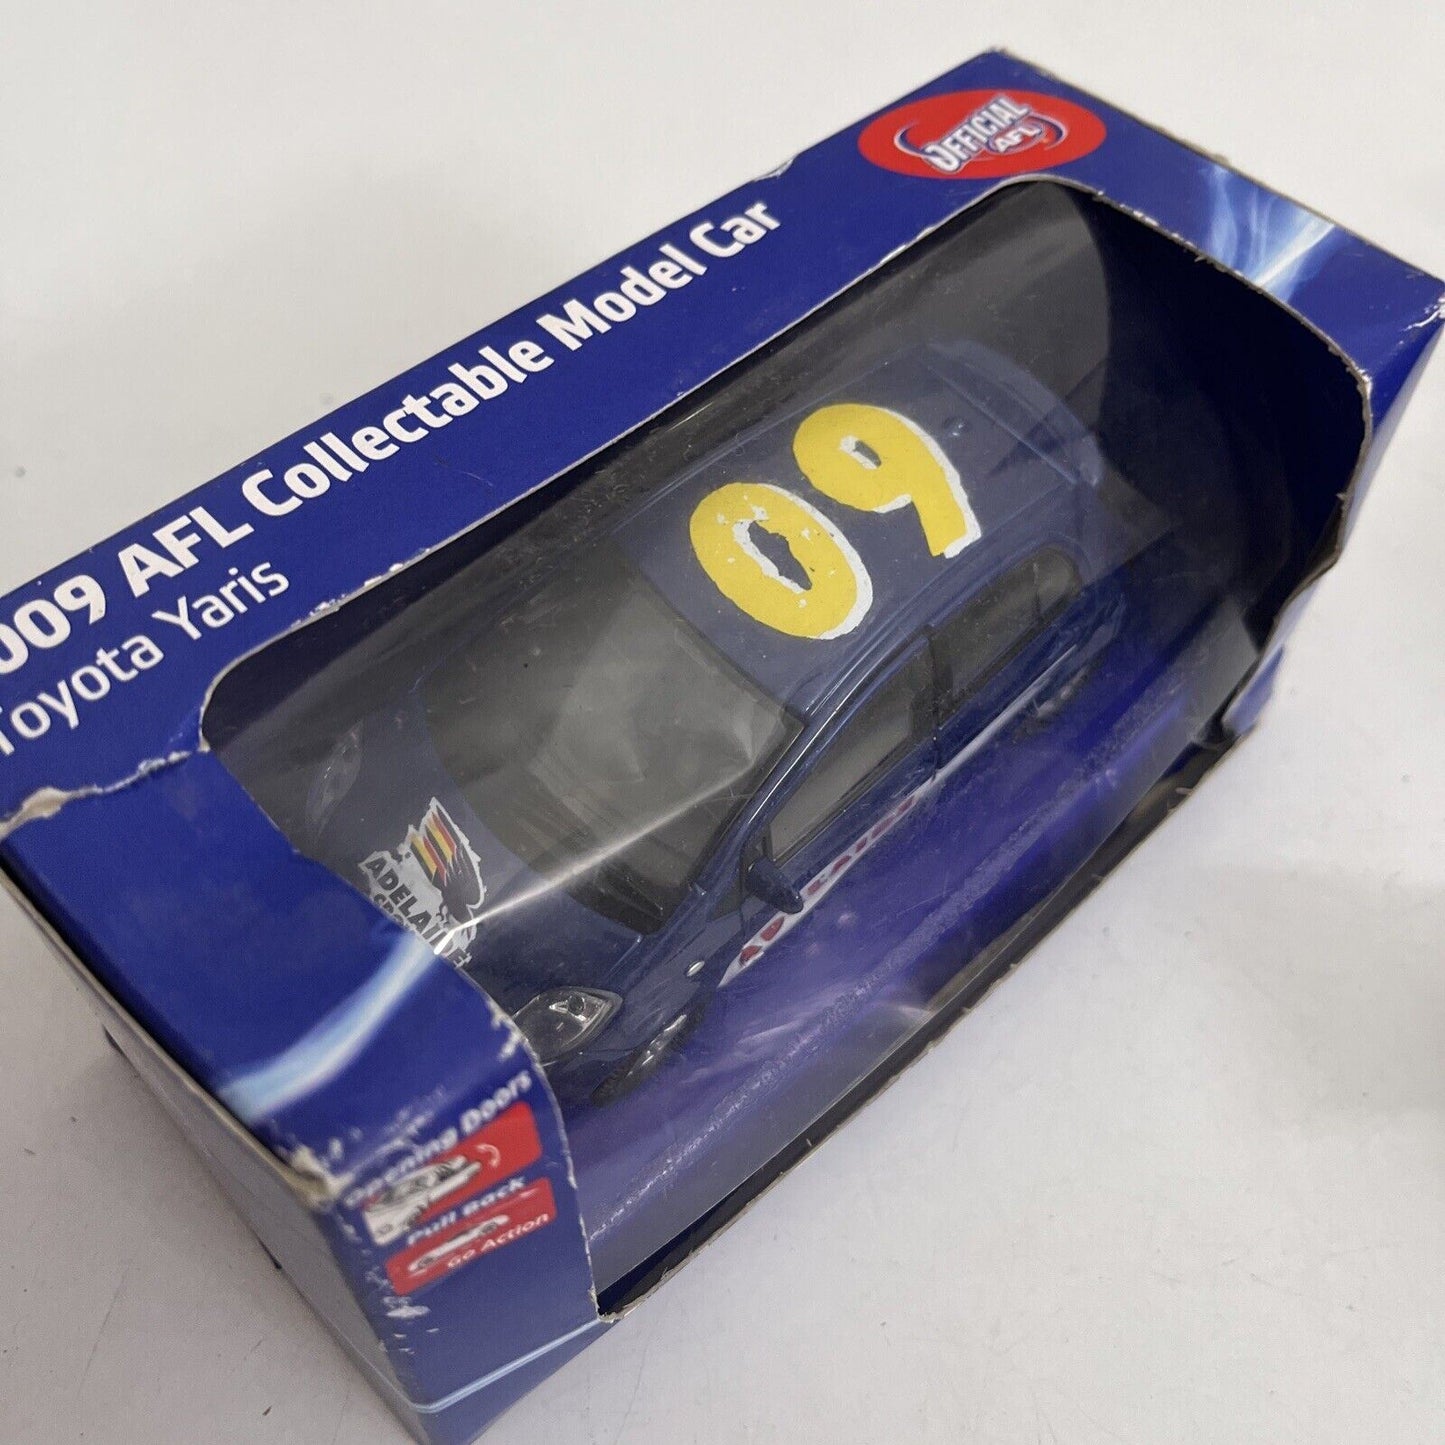 OFFICIAL
AFL
009 AFL Collectable Model Car
Toyota Yaris
09
ADELAIDE
Opening Doors
Pull Back
Go Action